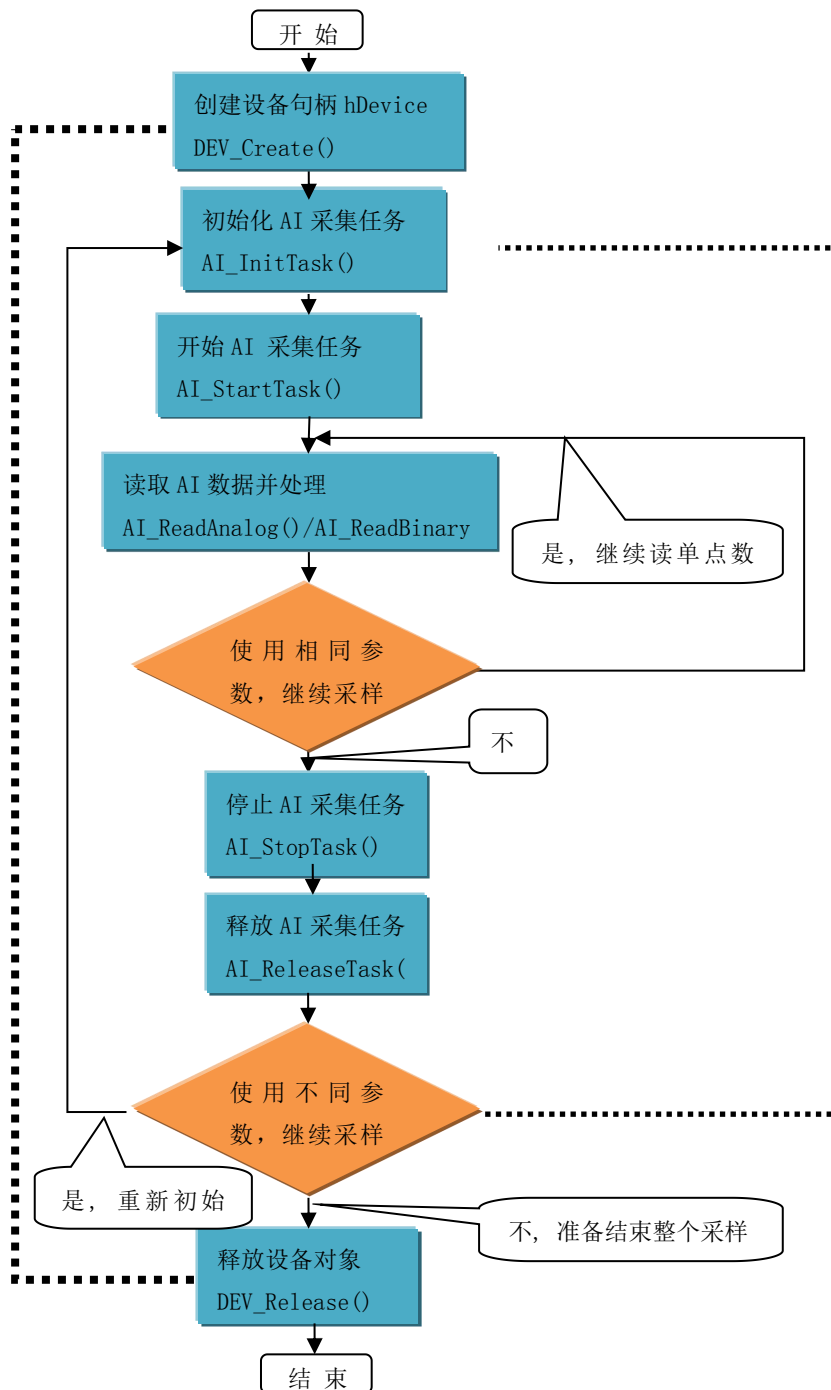 开 始
创建设备句柄 hDevice
DEV_Create()
初始化 AI 采集任务
AI_InitTask()
开始 AI 采集任务
AI_StartTask()
读取 AI 数据并处理
AI_ReadAnalog()/AI_ReadBinary
是, 继续读单点数
使用相同参
数, 继续采样
不
停止 AI 采集任务
AI_StopTask()
释放 AI 采集任务
AI_ReleaseTask(
使用不同参
数, 继续采样
是, 重新初始
不, 准备结束整个采样
释放设备对象
DEV_Release()
结 束